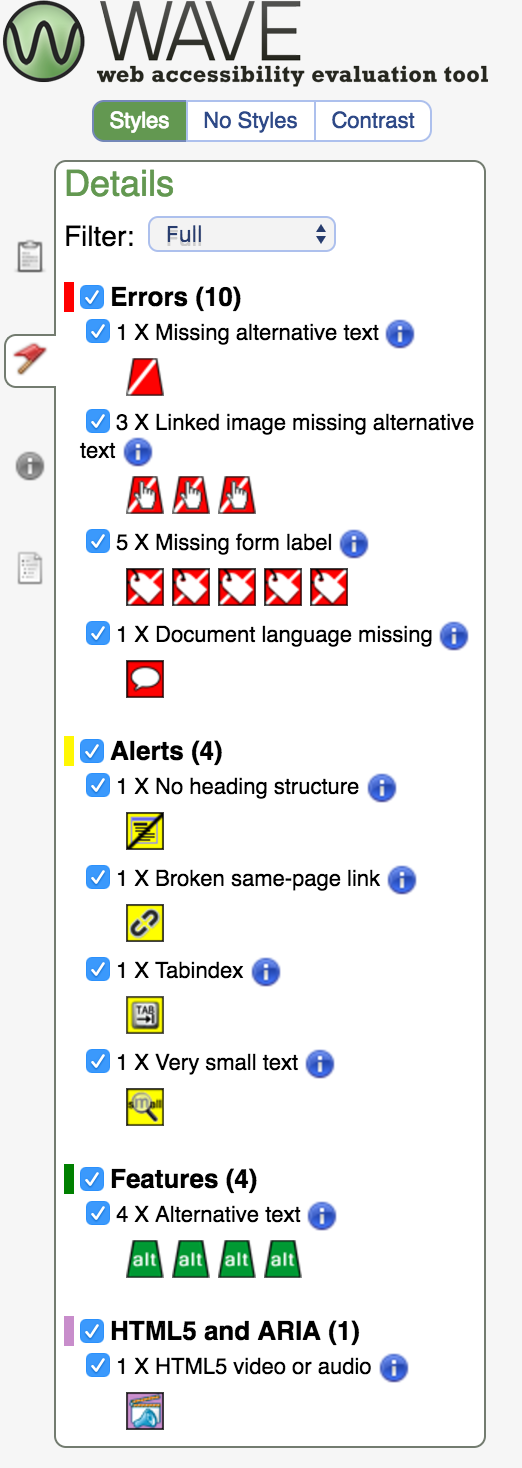 WAVE
web accessibility evaluation tool
Styles No Styles Contrast
Details
Filter: Full
Errors (10)
1 X Missing alternative text
3 X Linked image missing alternative
text
5 X Missing form label
1 X Document language missing
Alerts (4)
1 X No heading structure
1 X Broken same-page link
1 X Tabindex
TAB
1 X Very small text
small
Features (4)
4 X Alternative text
alt alt alt alt
HTML5 and ARIA (1)
1 X HTML5 video or audio